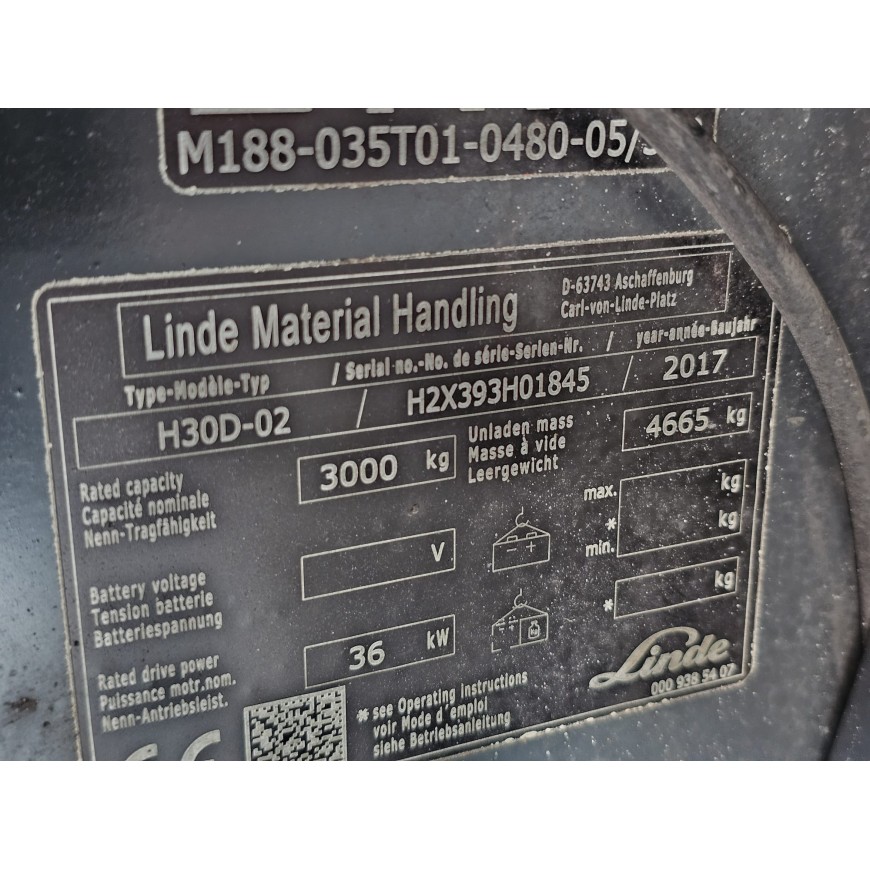 M188-035T01-0480-05/
Linde Material Handling
D-63743 Aschaffenburg
Carl-von-Linde-Platz
Type-Modèle-Typ / Serial no.-No. de série-Serien-Nr. / year-année-Baujahr
H30D-02 / H2X393H01845 / 2017
Rated capacity
Capacité nominale
Nenn-Tragfähigkeit
3000 kg
Unladen mass
Masse à vide
Leergewicht
4665 kg
max. kg
* kg
min.
Battery voltage
Tension batterie
Batteriespannung
V
* kg
Rated drive power
Puissance motr.nom.
Nenn-Antriebsleist.
36 kW
Linde
000 938 54 07
* see Operating Instructions
voir Mode d'emploi
siehe Betriebsanleitung
CE